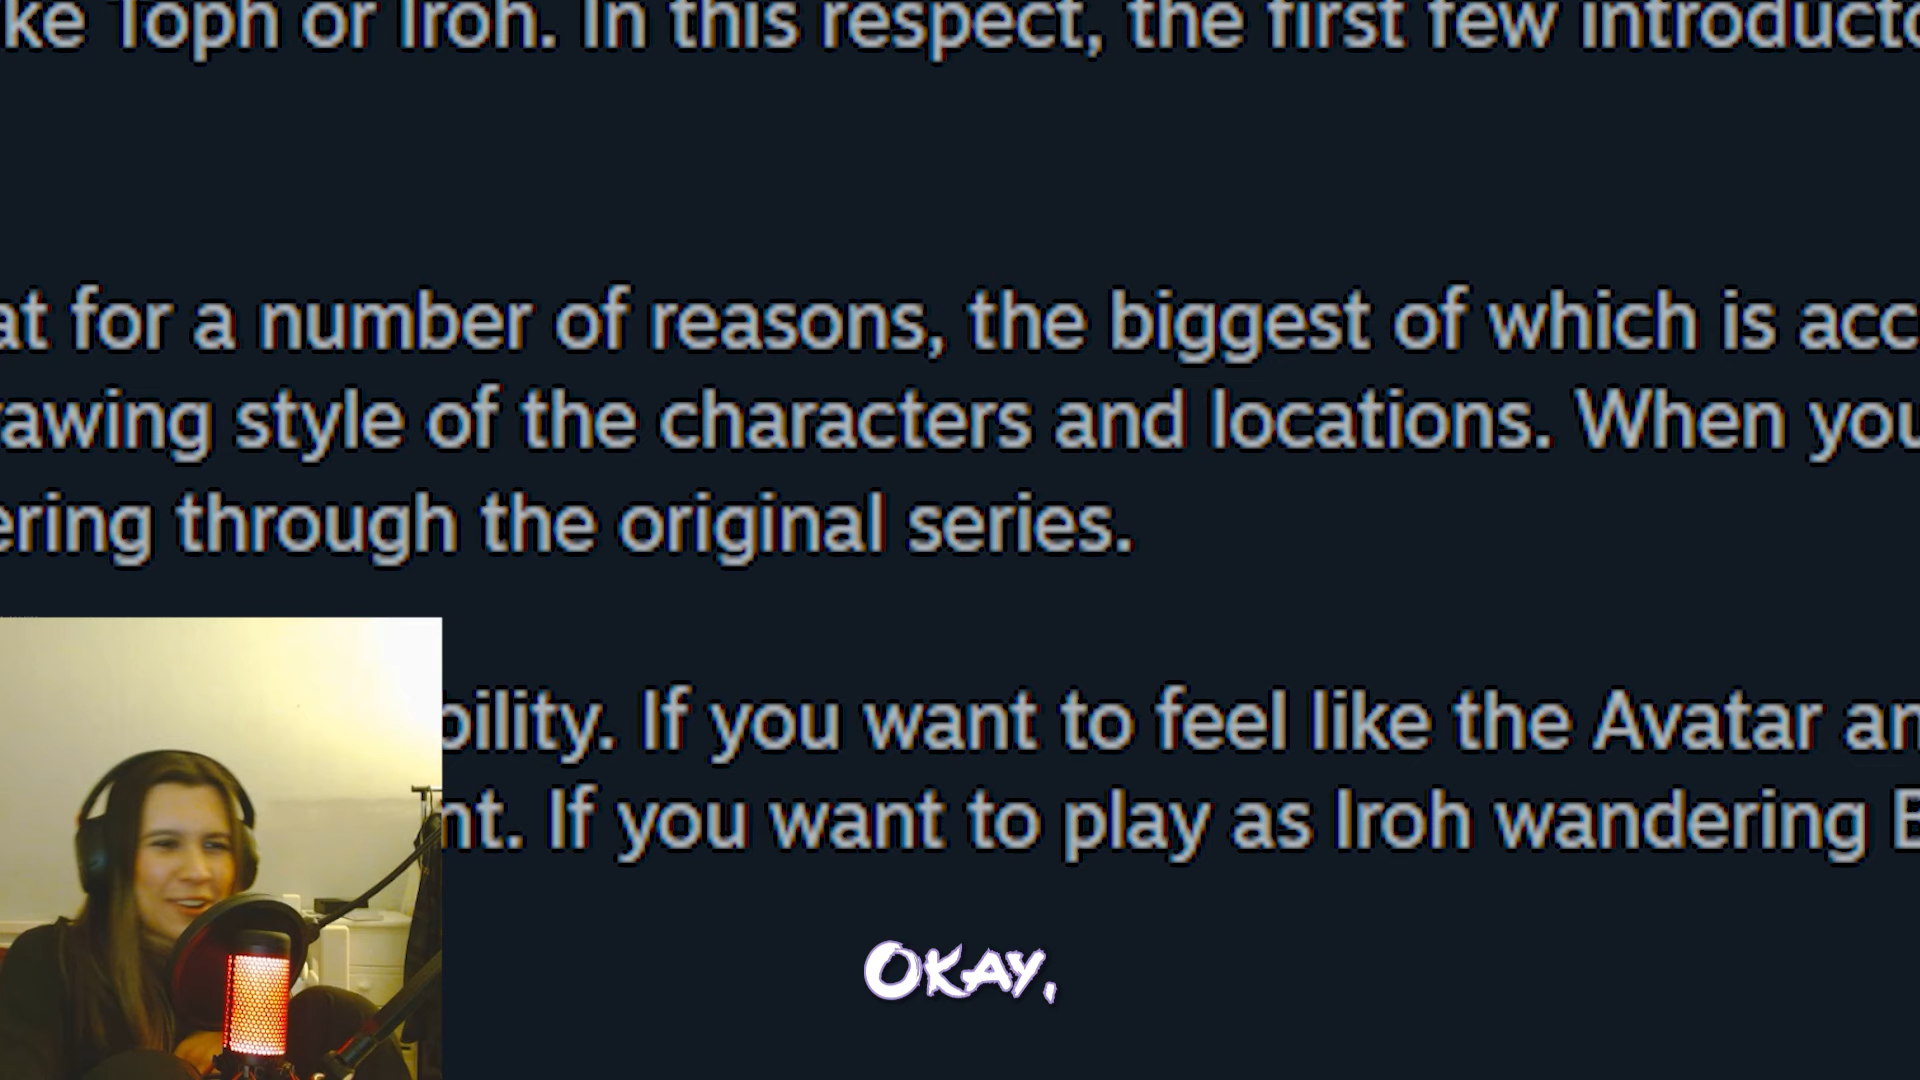 ke Toph or Iroh. In this respect, the first few introducto
at for a number of reasons, the biggest of which is acc
awing style of the characters and locations. When you
ering through the original series.
bility. If you want to feel like the Avatar an
nt. If you want to play as Iroh wandering B
OKAY,